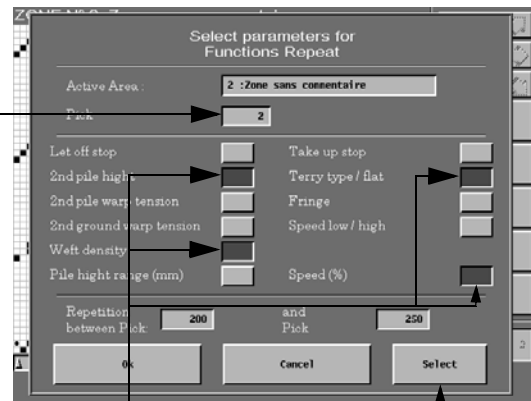 Select parameters for
Functions Repeat
Active Area :
2 :Zone sans commentaire
Pick
2
Let off stop
Take up stop
2nd pile hight
Terry type / flat
2nd pile warp tension
Fringe
2nd ground warp tension
Speed low / high
Weft density
Pile hight range (mm)
Speed (%)
Repetition
between Pick:
200
and
Pick
250
Ok
Cancel
Select
2